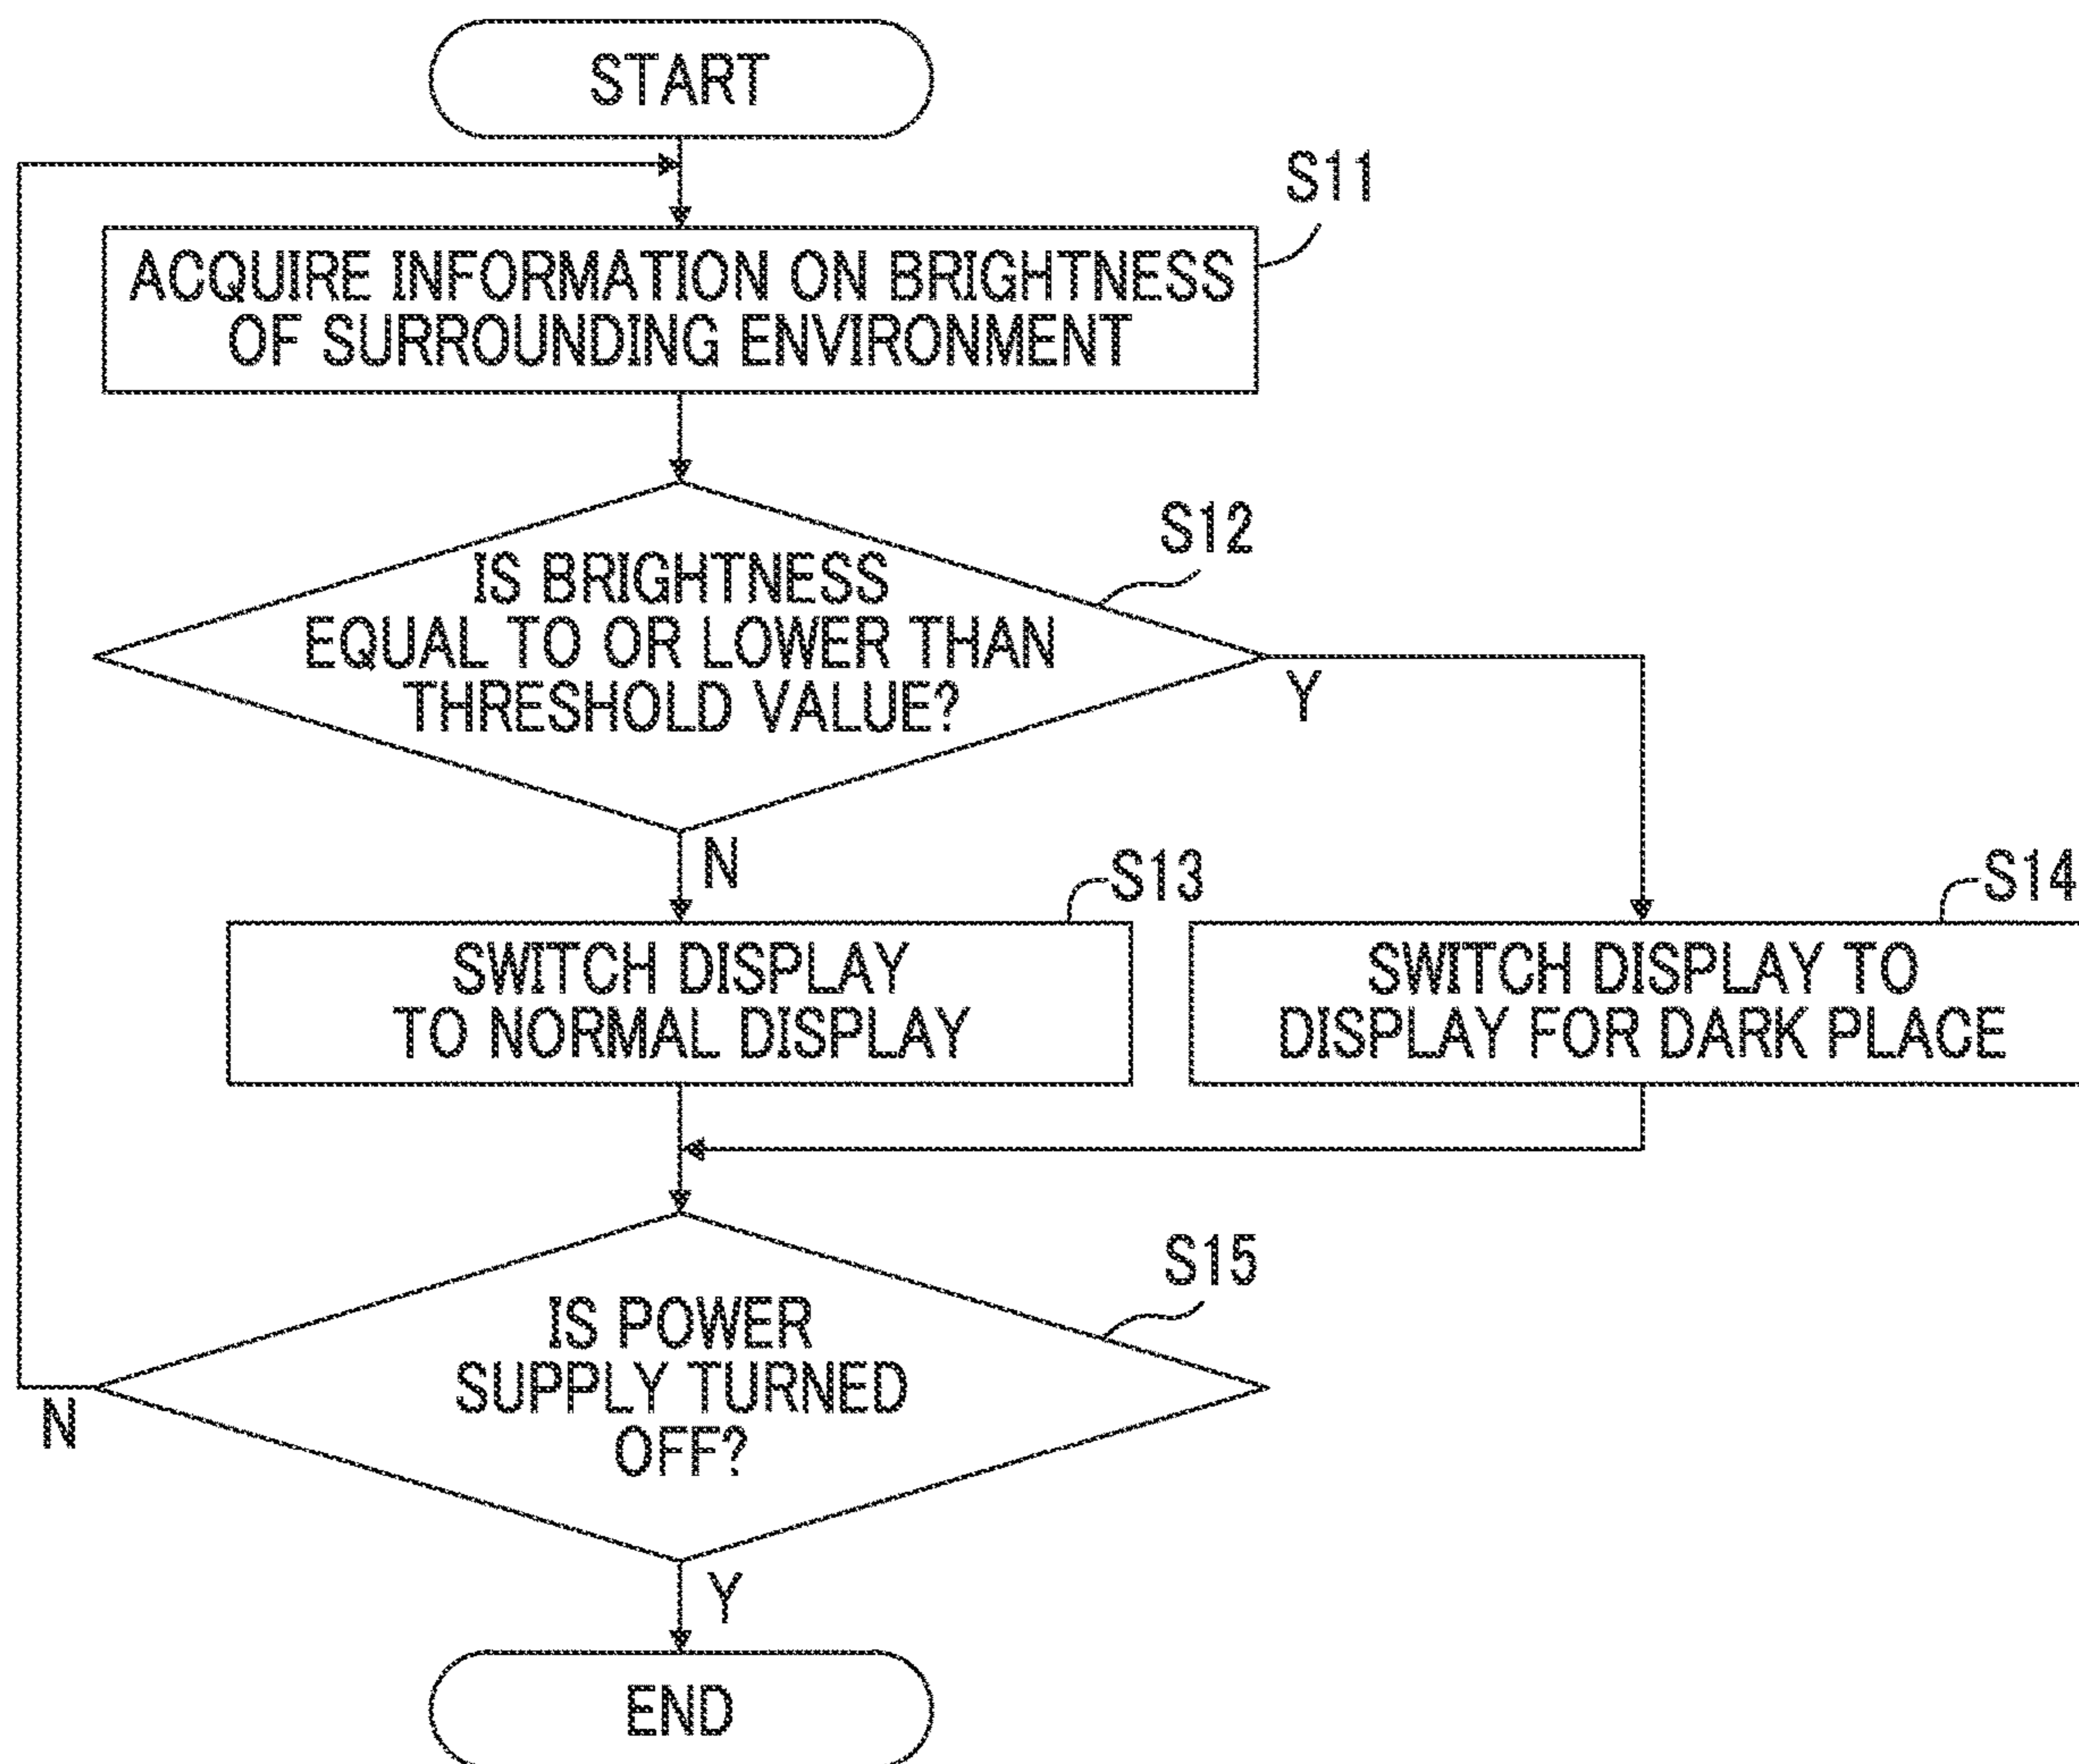 START
S11
ACQUIRE INFORMATION ON BRIGHTNESS
OF SURROUNDING ENVIRONMENT
S12
IS BRIGHTNESS
EQUAL TO OR LOWER THAN
THRESHOLD VALUE?
Y
N
S13
SWITCH DISPLAY
TO NORMAL DISPLAY
S14
SWITCH DISPLAY TO
DISPLAY FOR DARK PLACE
S15
IS POWER
SUPPLY TURNED
OFF?
N
Y
END